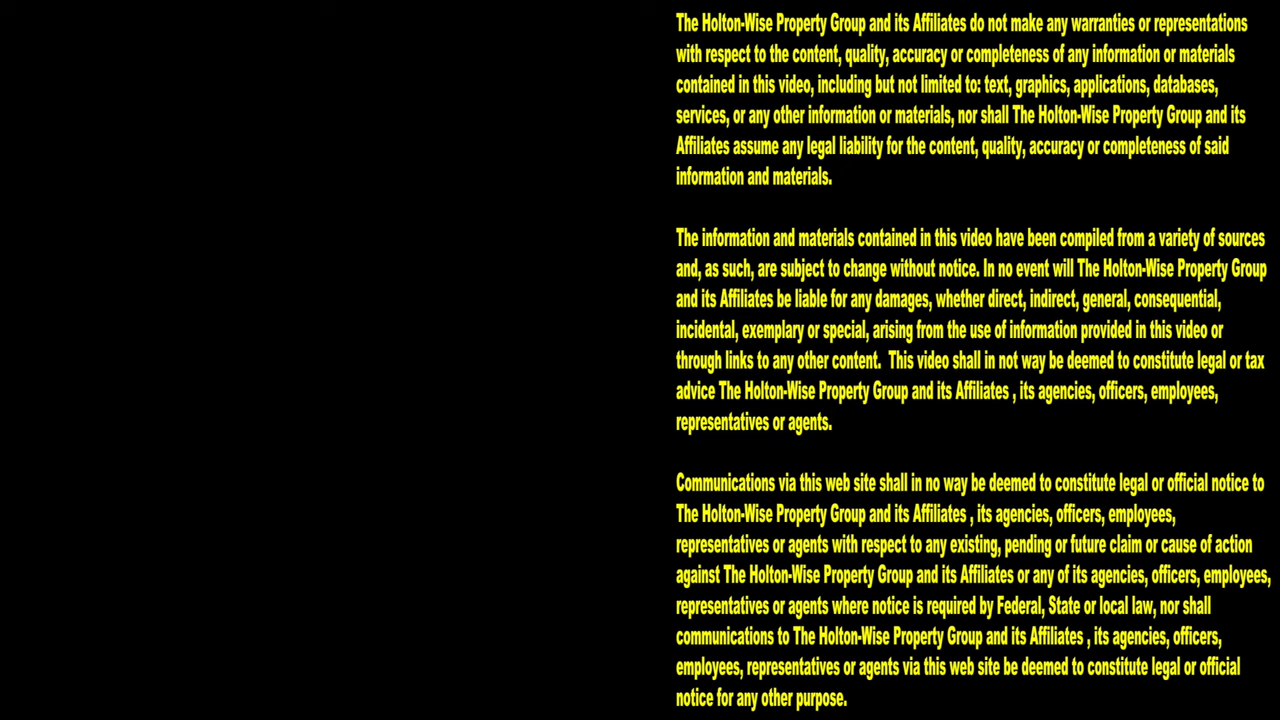 The Holton-Wise Property Group and its Affiliates do not make any warranties or representations
with respect to the content, quality, accuracy or completeness of any information or materials
contained in this video, including but not limited to: text, graphics, applications, databases,
services, or any other information or materials, nor shall The Holton-Wise Property Group and its
Affiliates assume any legal liability for the content, quality, accuracy or completeness of said
information and materials.
The information and materials contained in this video have been compiled from a variety of sources
and, as such, are subject to change without notice. In no event will The Holton-Wise Property Group
and its Affiliates be liable for any damages, whether direct, indirect, general, consequential,
incidental, exemplary or special, arising from the use of information provided in this video or
through links to any other content.  This video shall in not way be deemed to constitute legal or tax
advice The Holton-Wise Property Group and its Affiliates , its agencies, officers, employees,
representatives or agents.
Communications via this web site shall in no way be deemed to constitute legal or official notice to
The Holton-Wise Property Group and its Affiliates , its agencies, officers, employees,
representatives or agents with respect to any existing, pending or future claim or cause of action
against The Holton-Wise Property Group and its Affiliates or any of its agencies, officers, employees,
representatives or agents where notice is required by Federal, State or local law, nor shall
communications to The Holton-Wise Property Group and its Affiliates , its agencies, officers,
employees, representatives or agents via this web site be deemed to constitute legal or official
notice for any other purpose.